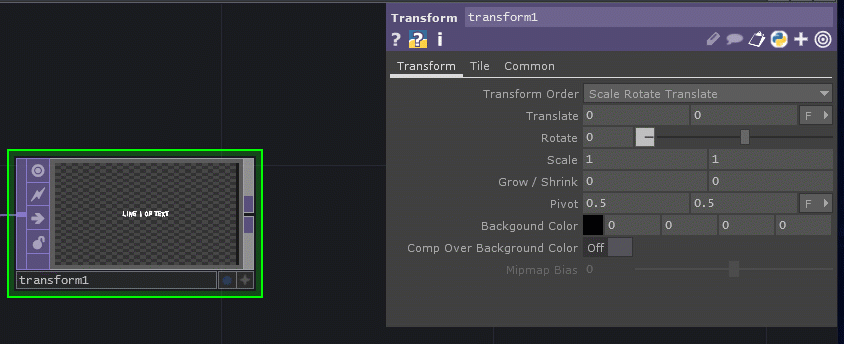 Transform transform1
? ? i
Transform Tile Common
Transform Order Scale Rotate Translate
Translate 0 0 F
Rotate 0
Scale 1 1
Grow / Shrink 0 0
Pivot 0.5 0.5 F
Backgound Color 0 0 0 0
Comp Over Background Color Off
Mipmap Bias 0
LINE 1 OF TEXT
transform1